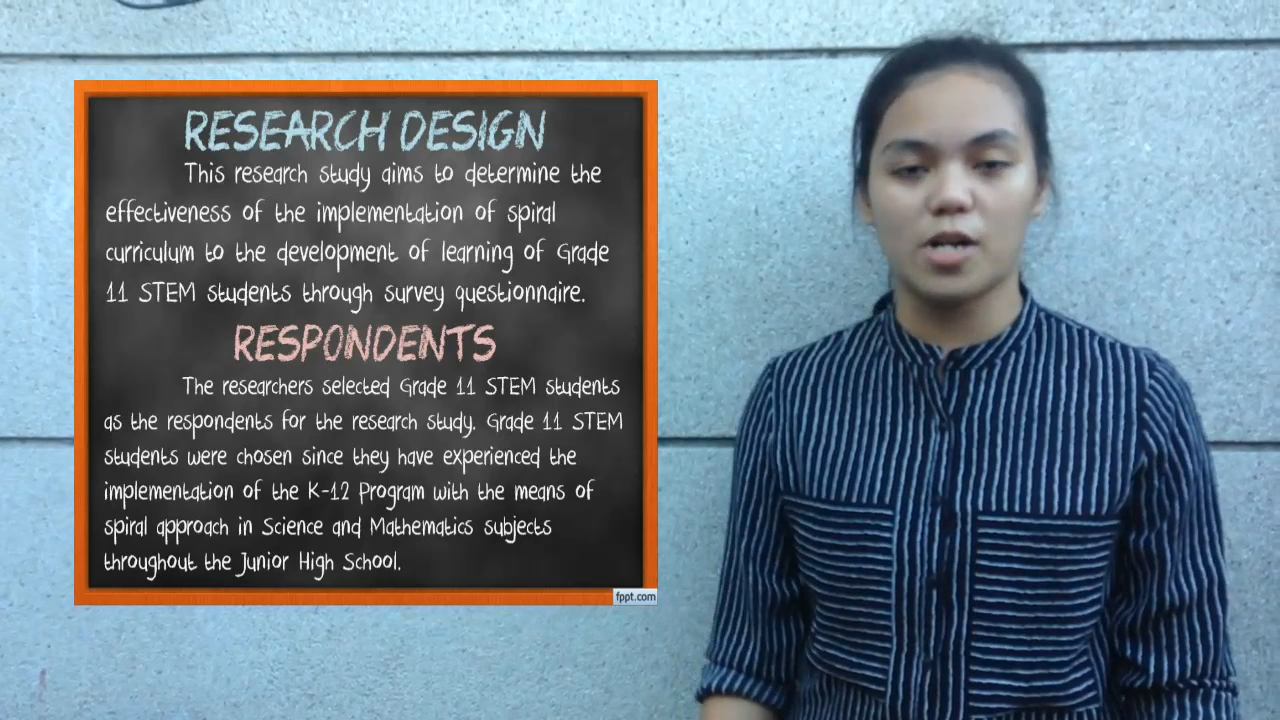 RESEARCH DESIGN
This research study aims to determine the
effectiveness of the implementation of spiral
curriculum to the development of learning of Grade
11 STEM students through survey questionnaire.
RESPONDENTS
The researchers selected Grade 11 STEM students
as the respondents for the research study. Grade 11 STEM
students were chosen since they have experienced the
implementation of the K-12 Program with the means of
spiral approach in Science and Mathematics subjects
throughout the Junior High School.
fppt.com